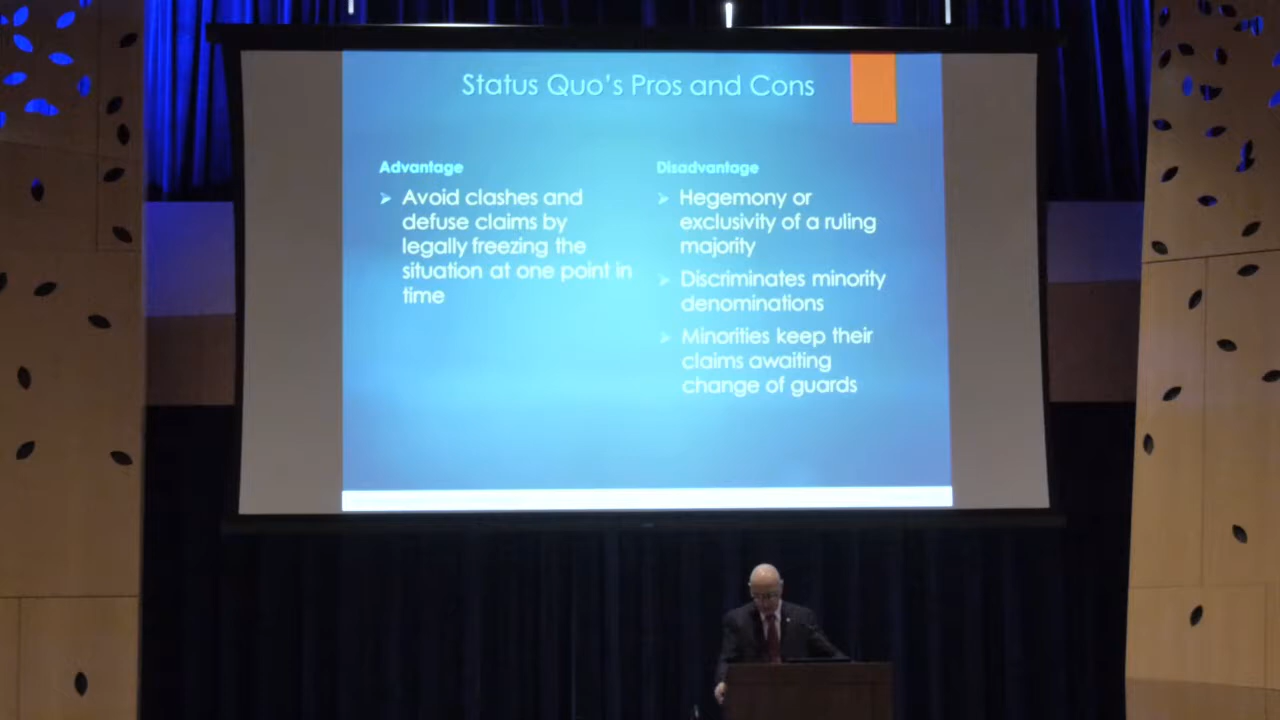 Status Quo's Pros and Cons
Advantage
➢ Avoid clashes and
defuse claims by
legally freezing the
situation at one point in
time
Disadvantage
➢ Hegemony or
exclusivity of a ruling
majority
➢ Discriminates minority
denominations
➢ Minorities keep their
claims awaiting
change of guards